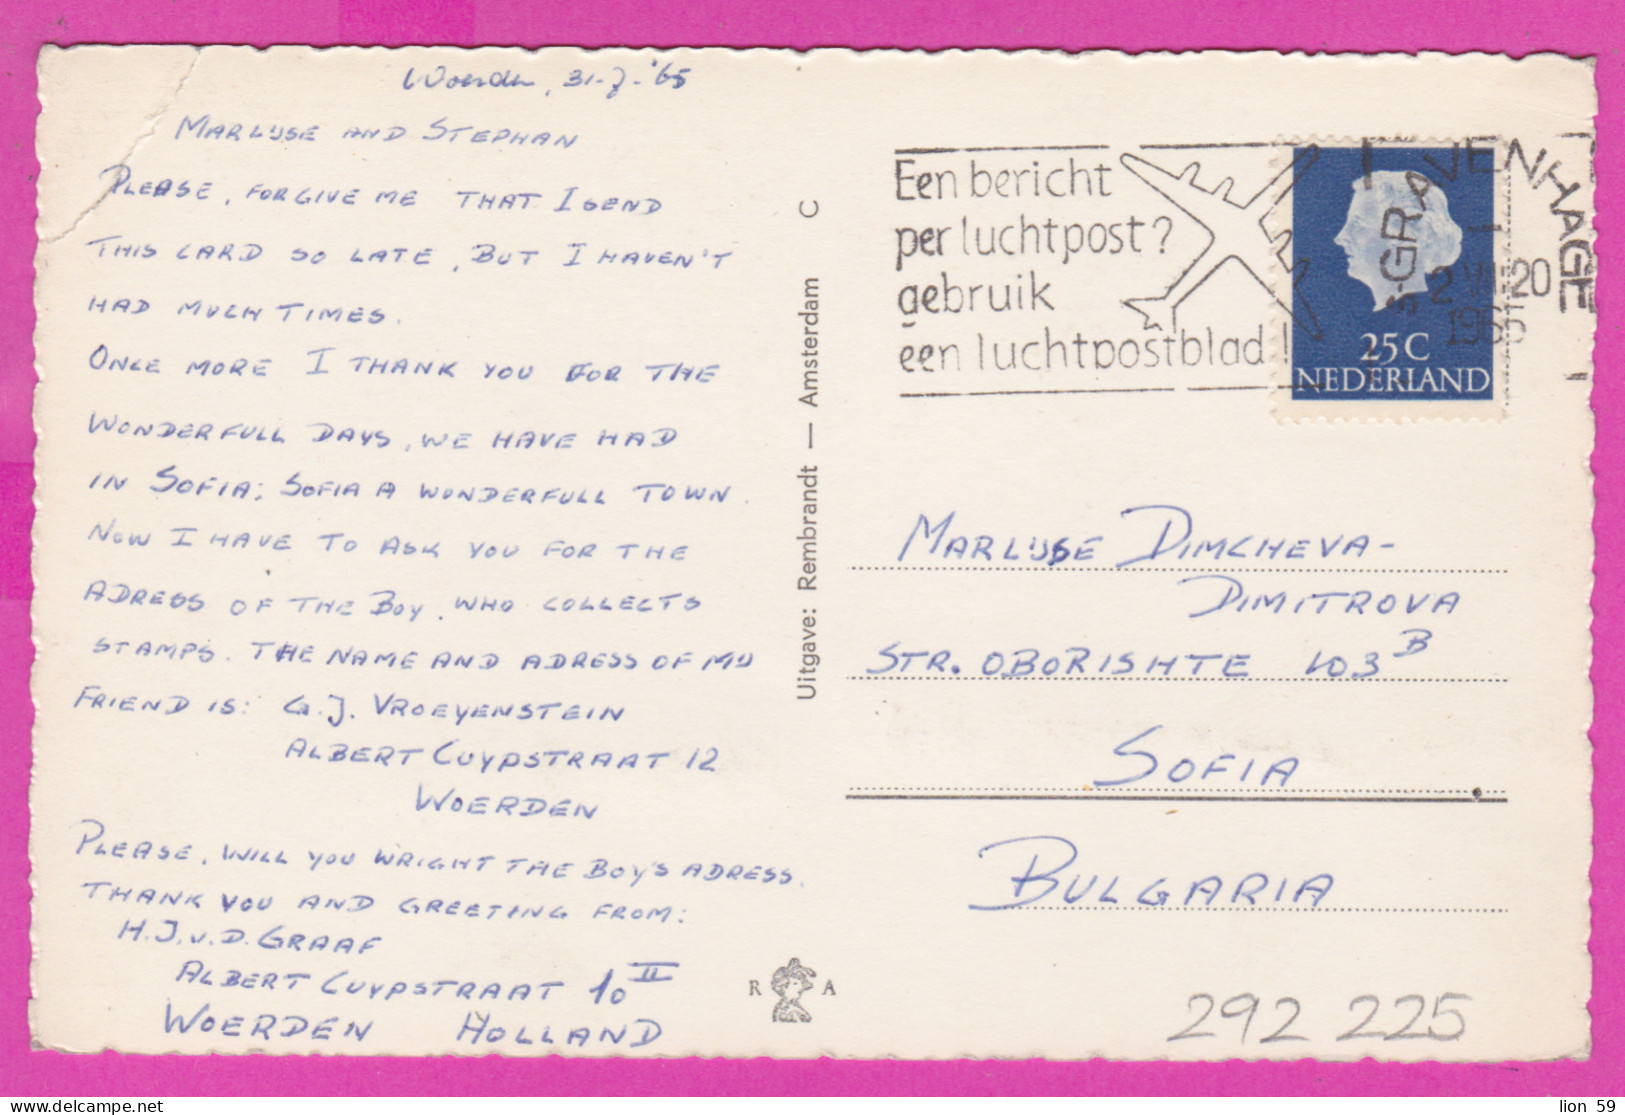 Woerden, 31-7-'65
MARLIJSE AND STEPHAN
PLEASE, FORGIVE ME THAT I SEND
THIS CARD SO LATE, BUT I HAVEN'T
HAD MUCH TIMES.
ONCE MORE I THANK YOU FOR THE
WONDERFULL DAYS, WE HAVE HAD
IN SOFIA; SOFIA A WONDERFULL TOWN.
NOW I HAVE TO ASK YOU FOR THE
ADRESS OF THE BOY, WHO COLLECTS
STAMPS. THE NAME AND ADRESS OF MY
FRIEND IS: G.J. VROEYENSTEIN
ALBERT CUYPSTRAAT 12
WOERDEN
PLEASE, WILL YOU WRIGHT THE BOY'S ADRESS.
THANK YOU AND GREETING FROM:
H.J.V.D. GRAAF
ALBERT CUYPSTRAAT 10 II
WOERDEN HOLLAND
Uitgave: Rembrandt — Amsterdam C
R A
Een bericht
per luchtpost?
gebruik
een luchtpostblad!
's-GRAVENHAGE
25 C
NEDERLAND
MARLIJSE DIMCHEVA-
DIMITROVA
STR. OBORISHTE 103 B
SOFIA
BULGARIA
292 225
lion 59